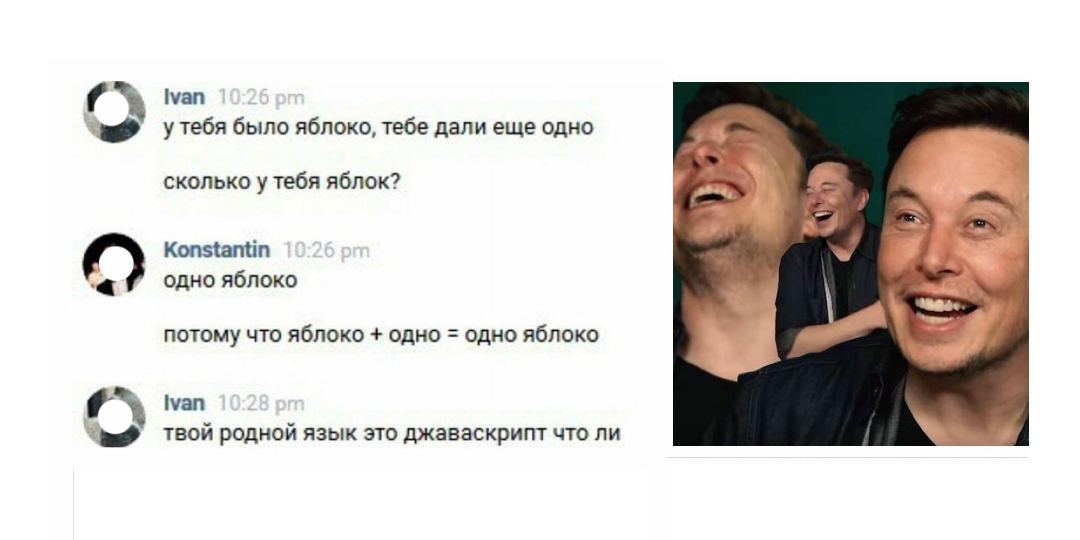 Ivan 10:26 pm
у тебя было яблоко, тебе дали еще одно
сколько у тебя яблок?
Konstantin 10:26 pm
одно яблоко
потому что яблоко + одно = одно яблоко
Ivan 10:28 pm
твой родной язык это джаваскрипт что ли